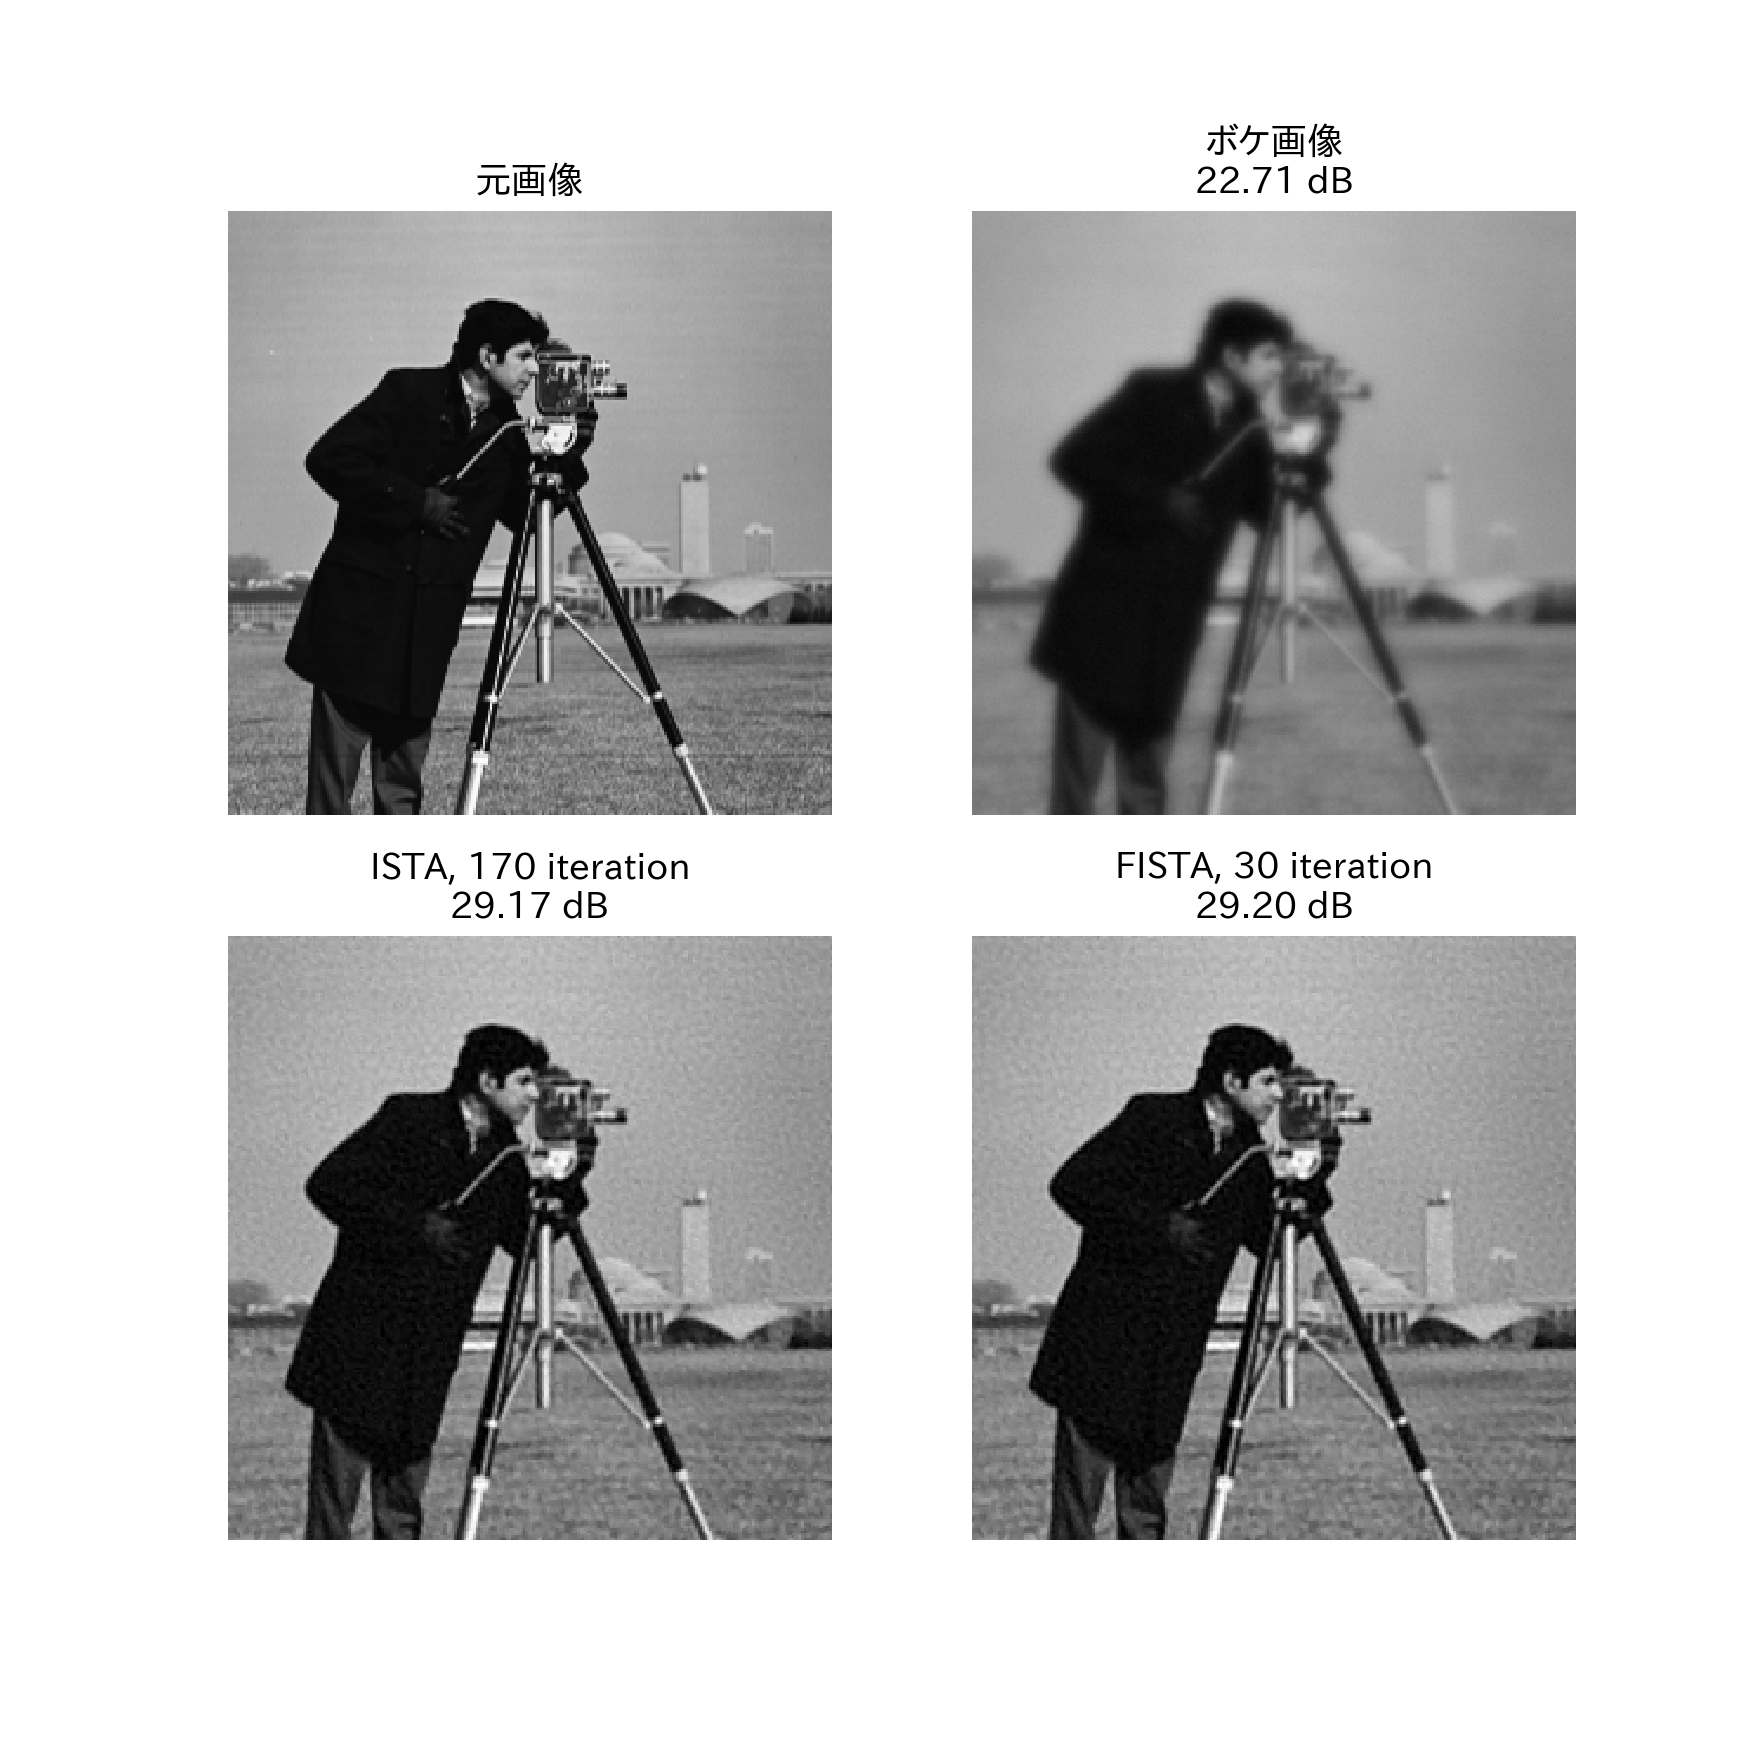 元画像
ボケ画像
22.71 dB
ISTA, 170 iteration
29.17 dB
FISTA, 30 iteration
29.20 dB